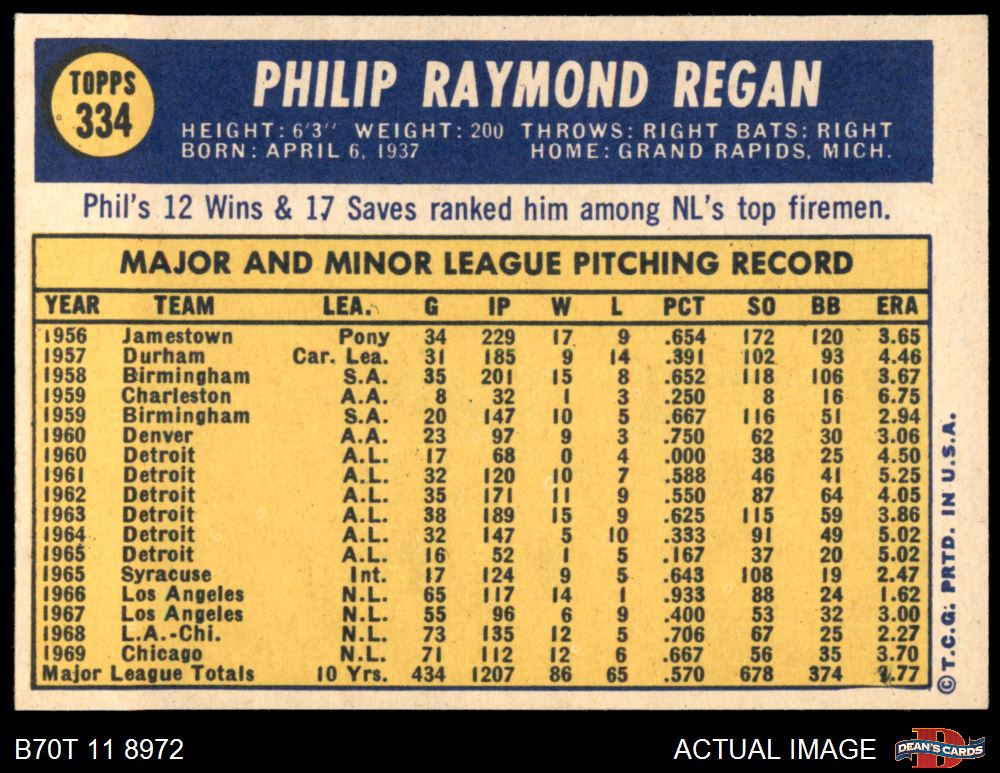 TOPPS
334
PHILIP RAYMOND REGAN
HEIGHT: 6'3" WEIGHT: 200 THROWS: RIGHT BATS: RIGHT
BORN: APRIL 6, 1937 HOME: GRAND RAPIDS, MICH.
Phil's 12 Wins & 17 Saves ranked him among NL's top firemen.
MAJOR AND MINOR LEAGUE PITCHING RECORD
YEAR TEAM LEA. G IP W L PCT SO BB ERA
1956 Jamestown Pony 34 229 17 9 .654 172 120 3.65
1957 Durham Car. Lea. 31 185 9 14 .391 102 93 4.46
1958 Birmingham S.A. 35 201 15 8 .652 118 106 3.67
1959 Charleston A.A. 8 32 1 3 .250 8 16 6.75
1959 Birmingham S.A. 20 147 10 5 .667 116 51 2.94
1960 Denver A.A. 23 97 9 3 .750 62 30 3.06
1960 Detroit A.L. 17 68 0 4 .000 38 25 4.50
1961 Detroit A.L. 32 120 10 7 .588 46 41 5.25
1962 Detroit A.L. 35 171 11 9 .550 87 64 4.05
1963 Detroit A.L. 38 189 15 9 .625 115 59 3.86
1964 Detroit A.L. 32 147 5 10 .333 91 49 5.02
1965 Detroit A.L. 16 52 1 5 .167 37 20 5.02
1965 Syracuse Int. 17 124 9 5 .643 108 19 2.47
1966 Los Angeles N.L. 65 117 14 1 .933 88 24 1.62
1967 Los Angeles N.L. 55 96 6 9 .400 53 32 3.00
1968 L.A.-Chi. N.L. 73 135 12 5 .706 67 25 2.27
1969 Chicago N.L. 71 112 12 6 .667 56 35 3.70
Major League Totals 10 Yrs. 434 1207 86 65 .570 678 374 3.77
© T.C.G. PRTD. IN U.S.A.
B70T 11 8972
ACTUAL IMAGE
DEAN'S CARDS